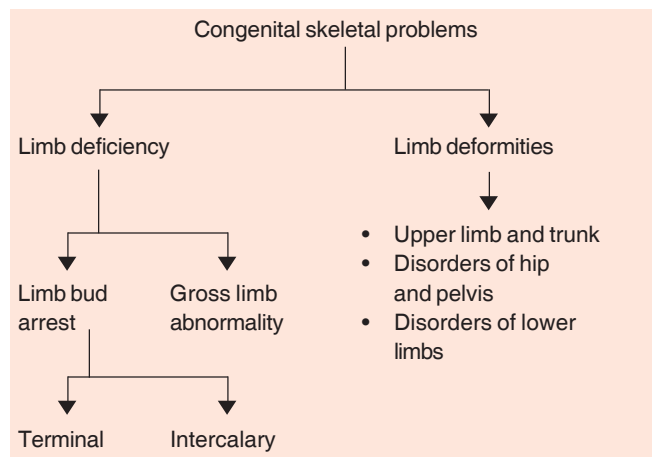 Congenital skeletal problems
Limb deficiency
Limb deformities
Limb bud
arrest
Gross limb
abnormality
• Upper limb and trunk
• Disorders of hip
and pelvis
• Disorders of lower
limbs
Terminal
Intercalary